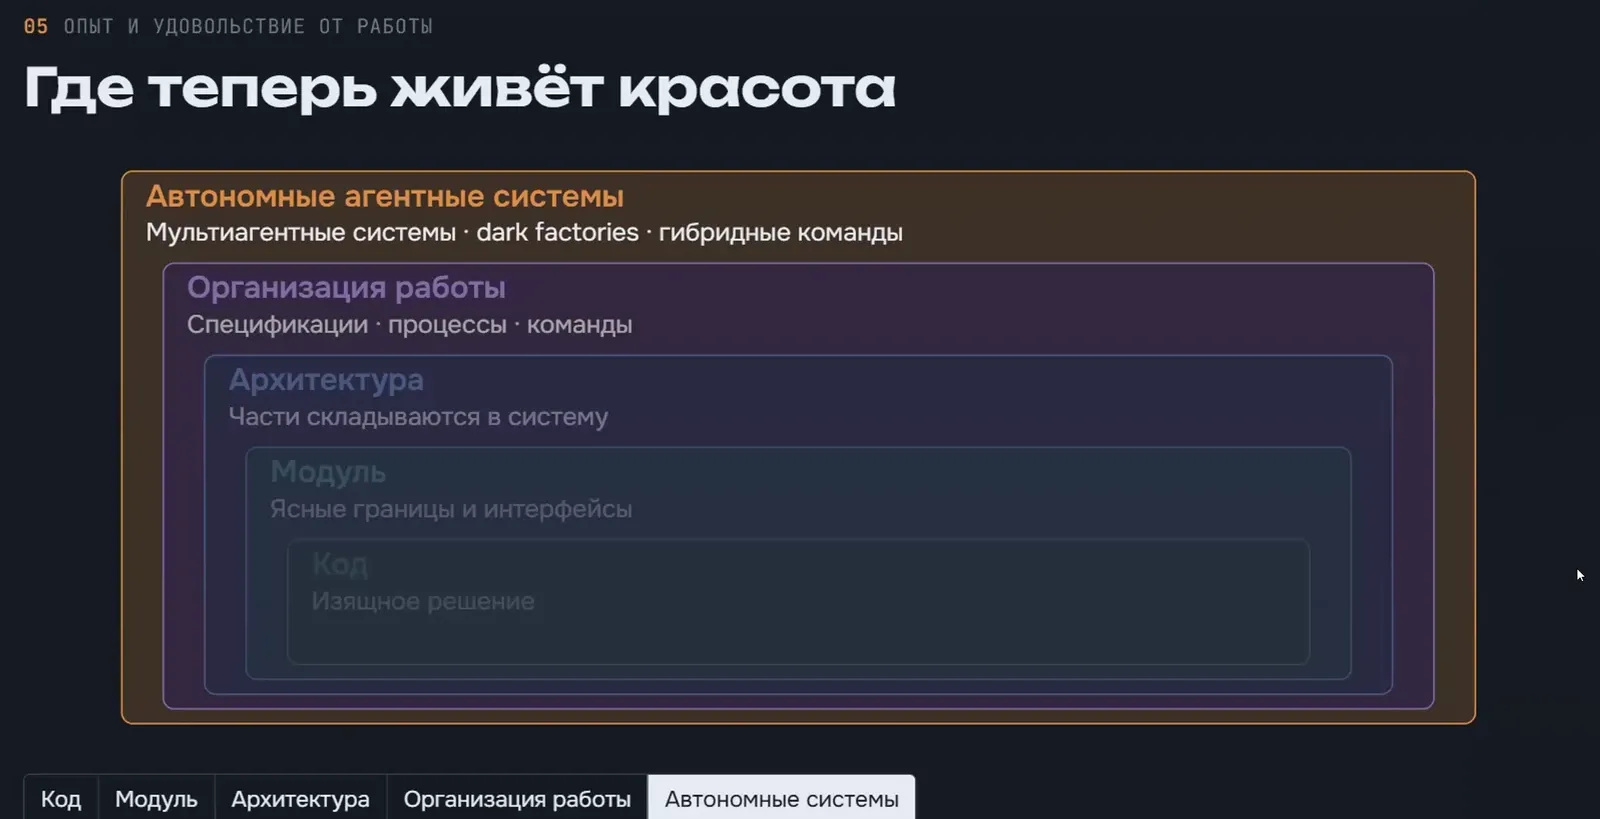 05 ОПЫТ И УДОВОЛЬСТВИЕ ОТ РАБОТЫ
Где теперь живёт красота
Автономные агентные системы
Мультиагентные системы · dark factories · гибридные команды
Организация работы
Спецификации · процессы · команды
Архитектура
Части складываются в систему
Модуль
Ясные границы и интерфейсы
Код
Изящное решение
Код Модуль Архитектура Организация работы Автономные системы